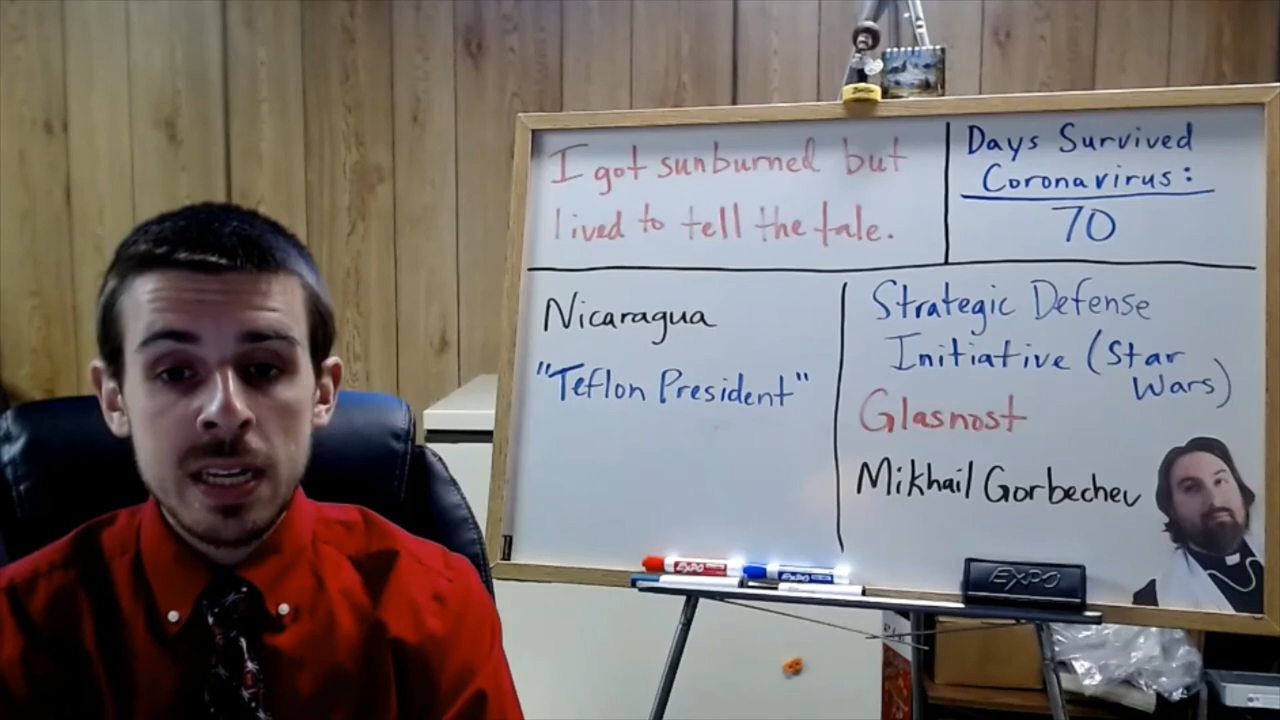 I got sunburned but
lived to tell the tale.
Days Survived
Coronavirus:
70
Nicaragua
"Teflon President"
Strategic Defense
Initiative (Star
Wars)
Glasnost
Mikhail Gorbechev
EXPO
EXPO
EXPO